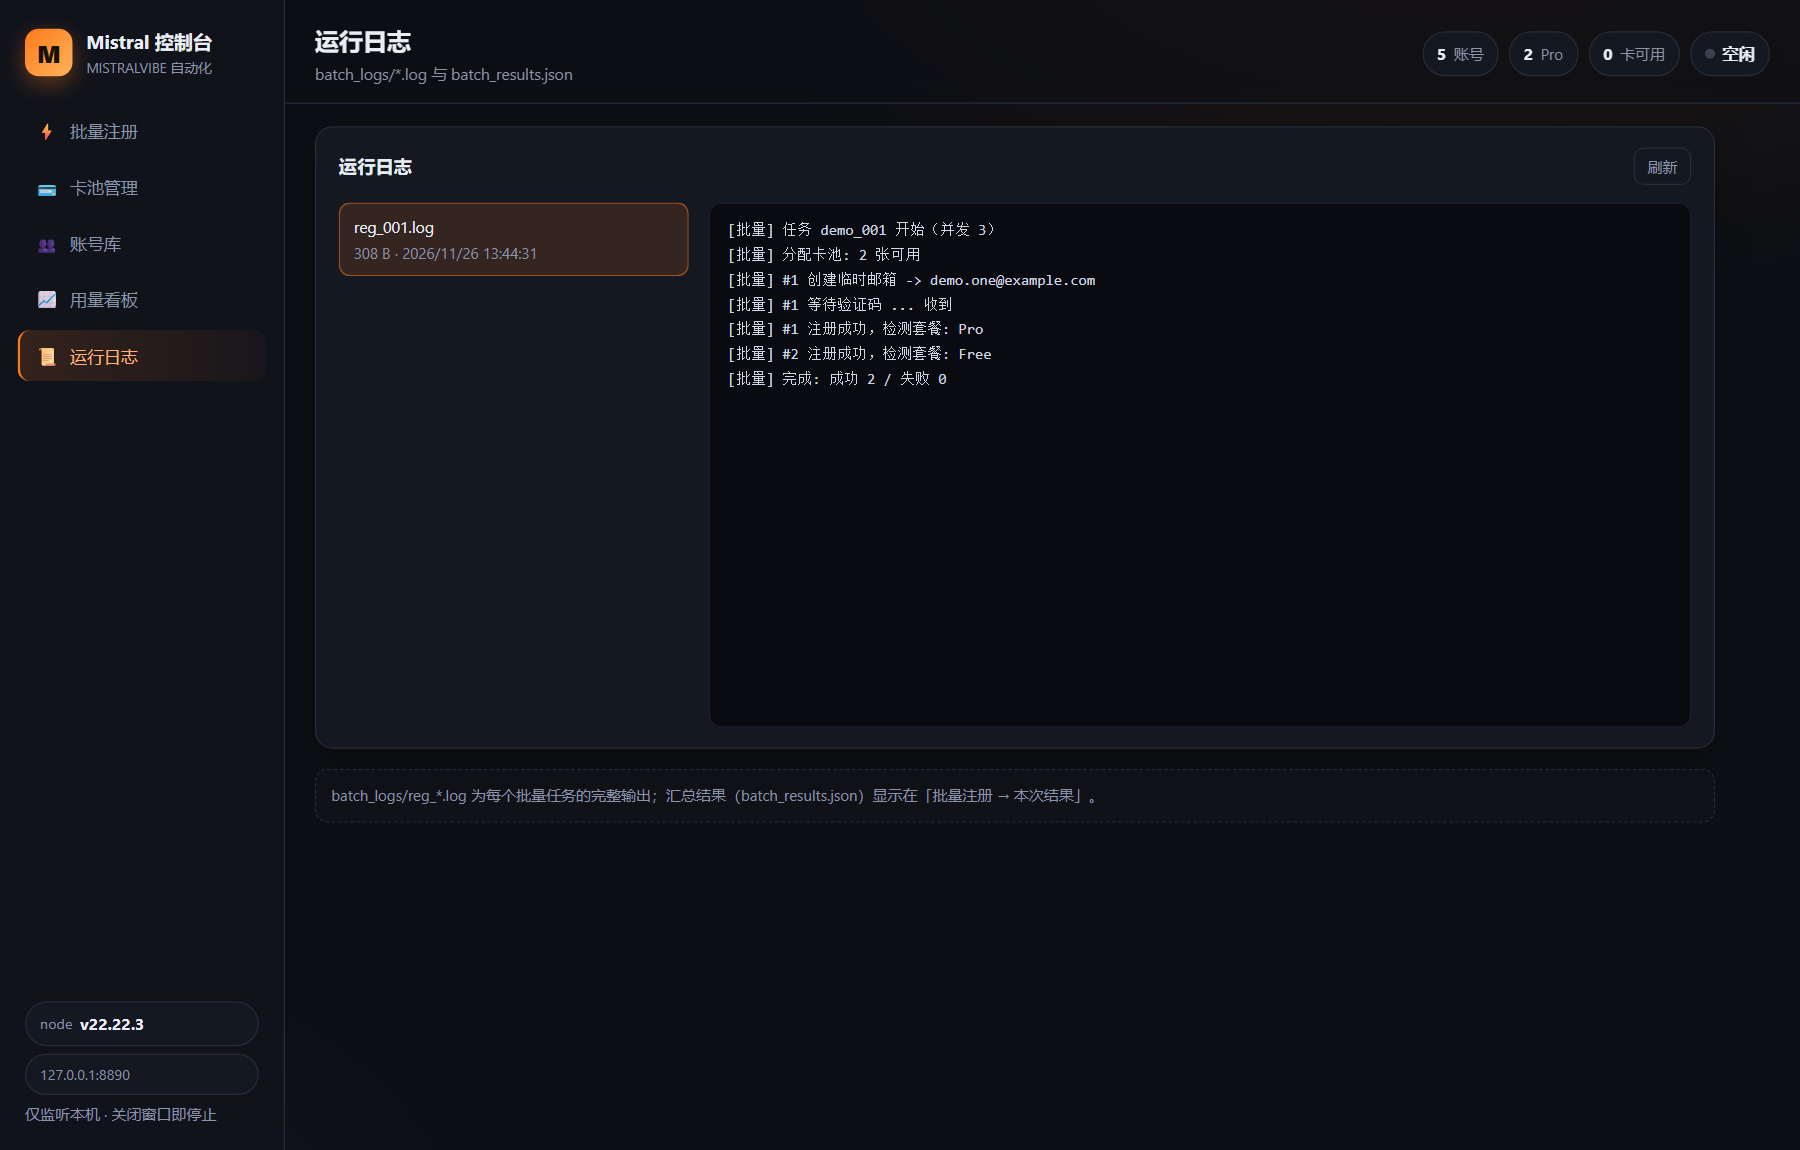 M
Mistral 控制台
MISTRALVIBE 自动化
批量注册
卡池管理
账号库
用量看板
运行日志
node v22.22.3
127.0.0.1:8890
仅监听本机 · 关闭窗口即停止
运行日志
batch_logs/*.log 与 batch_results.json
5 账号
2 Pro
0 卡可用
空闲
运行日志
刷新
reg_001.log
308 B · 2026/11/26 13:44:31
[批量] 任务 demo_001 开始（并发 3）
[批量] 分配卡池: 2 张可用
[批量] #1 创建临时邮箱 -> demo.one@example.com
[批量] #1 等待验证码 ... 收到
[批量] #1 注册成功，检测套餐: Pro
[批量] #2 注册成功，检测套餐: Free
[批量] 完成: 成功 2 / 失败 0
batch_logs/reg_*.log 为每个批量任务的完整输出；汇总结果（batch_results.json）显示在「批量注册 → 本次结果」。